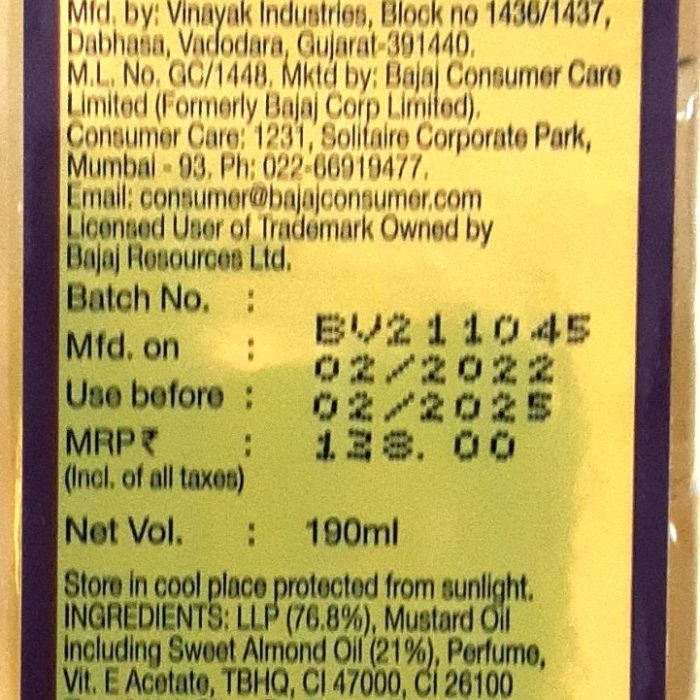 Mfd. by: Vinayak Industries, Block no 1436/1437,
Dabhasa, Vadodara, Gujarat-391440.
M.L. No. GC/1448. Mktd by: Bajaj Consumer Care
Limited (Formerly Bajaj Corp Limited).
Consumer Care: 1231, Solitaire Corporate Park,
Mumbai - 93. Ph: 022-66919477.
Email: consumer@bajajconsumer.com
Licensed User of Trademark Owned by
Bajaj Resources Ltd.
Batch No. : BV211045
Mfd. on : 02/2022
Use before : 02/2025
MRP₹ : 138.00
(Incl. of all taxes)
Net Vol. : 190ml
Store in cool place protected from sunlight.
INGREDIENTS: LLP (76.8%), Mustard Oil
including Sweet Almond Oil (21%), Perfume,
Vit. E Acetate, TBHQ, CI 47000, CI 26100